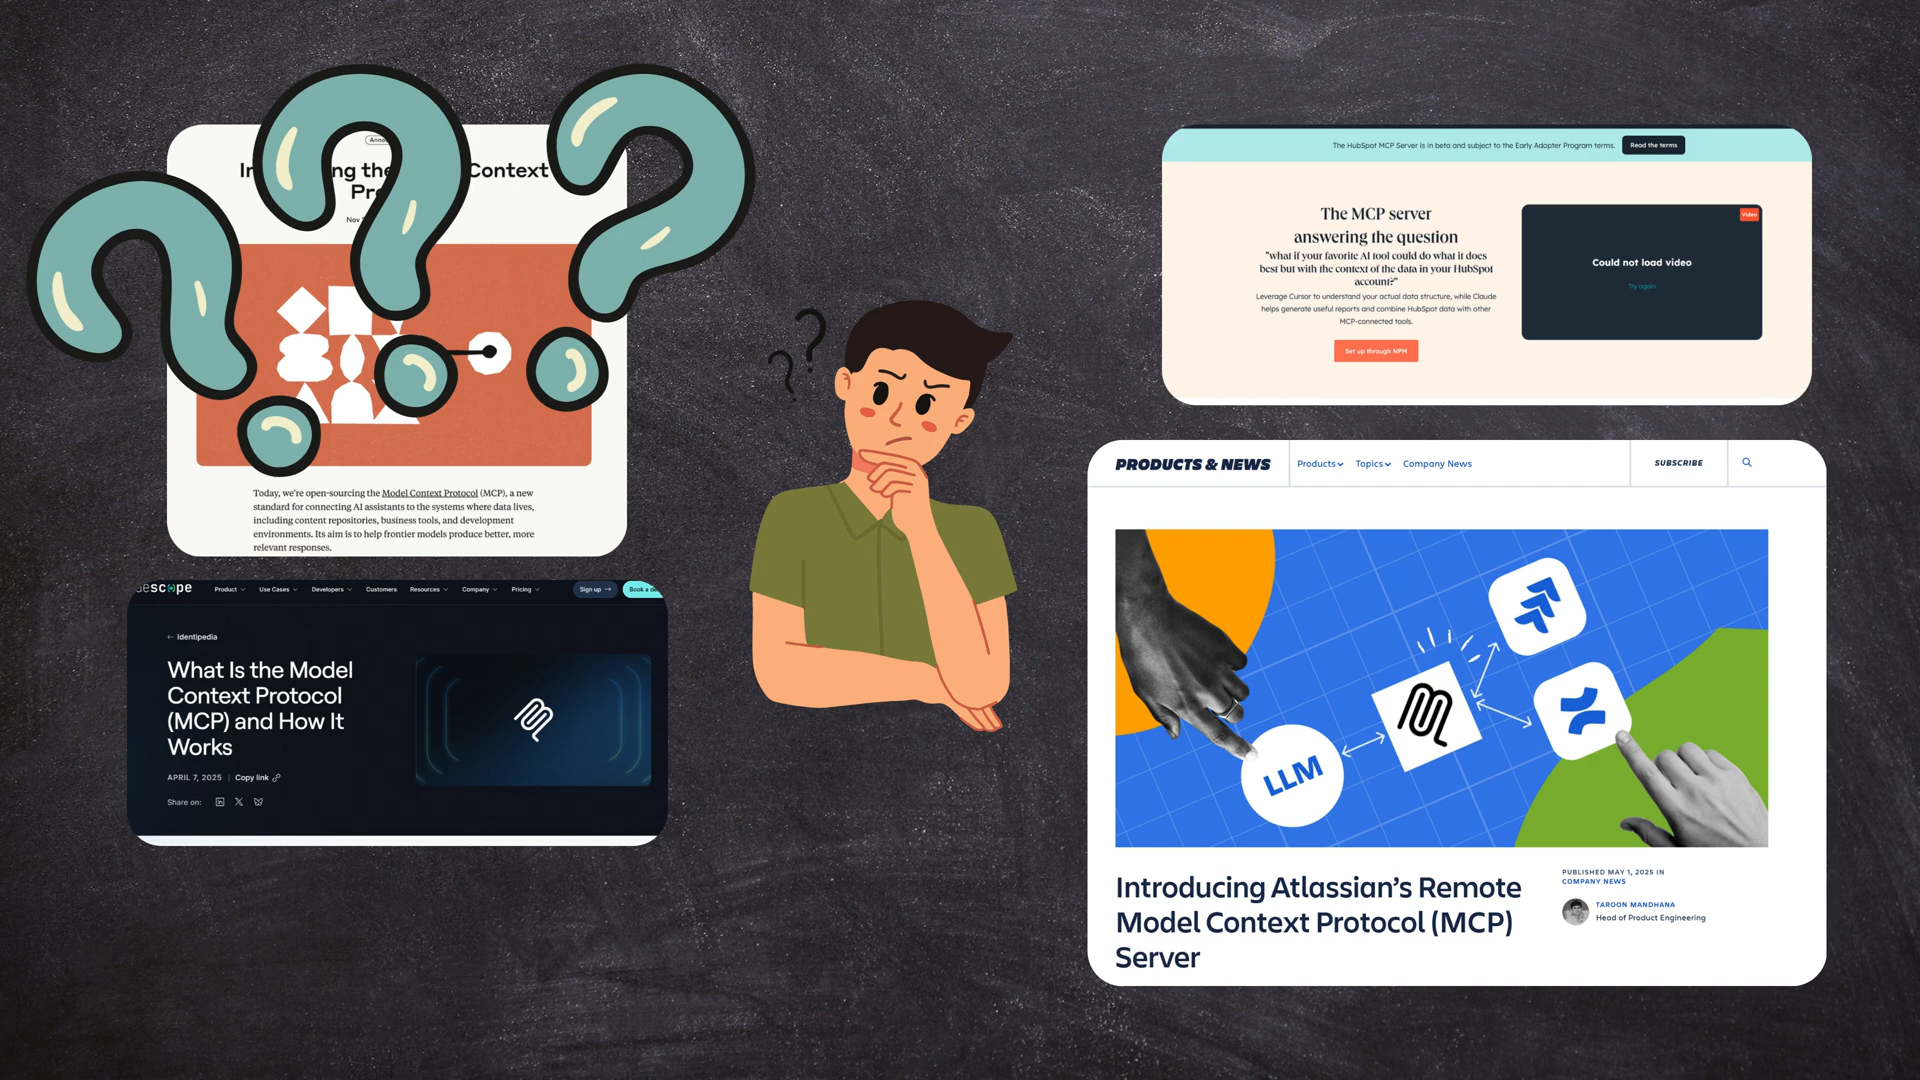 ng the Context
Nov
Today, we're open-sourcing the Model Context Protocol (MCP), a new
standard for connecting AI assistants to the systems where data lives,
including content repositories, business tools, and development
environments. Its aim is to help frontier models produce better, more
relevant responses.
descope
Product
Use Cases
Developers
Customers
Resources
Company
Pricing
Sign up →
Book a de
← Identipedia
What Is the Model
Context Protocol
(MCP) and How It
Works
APRIL 7, 2025 | Copy link
Share on:
The HubSpot MCP Server is in beta and subject to the Early Adopter Program terms.
Read the terms
The MCP server
answering the question
"what if your favorite AI tool could do what it does
best but with the context of the data in your HubSpot
account?"
Leverage Cursor to understand your actual data structure, while Claude
helps generate useful reports and combine HubSpot data with other
MCP-connected tools.
Set up through NPM
Video
Could not load video
Try again
PRODUCTS & NEWS
Products
Topics
Company News
SUBSCRIBE
LLM
Introducing Atlassian's Remote
Model Context Protocol (MCP)
Server
PUBLISHED MAY 1, 2025 IN
COMPANY NEWS
TAROON MANDHANA
Head of Product Engineering